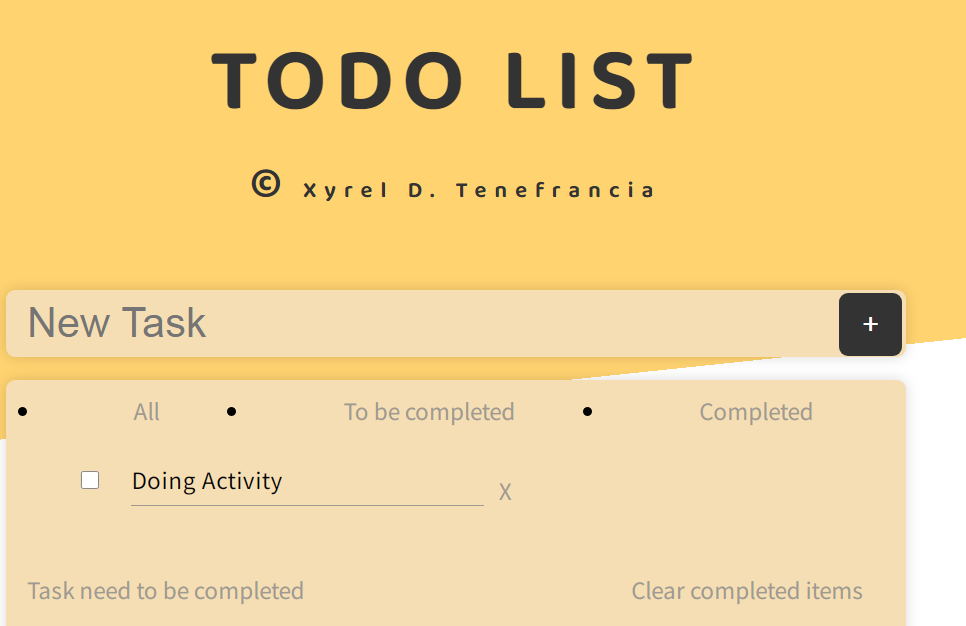 TODO LIST
© Xyrel D. Tenefrancia
New Task +
All To be completed Completed
Doing Activity X
Task need to be completed Clear completed items